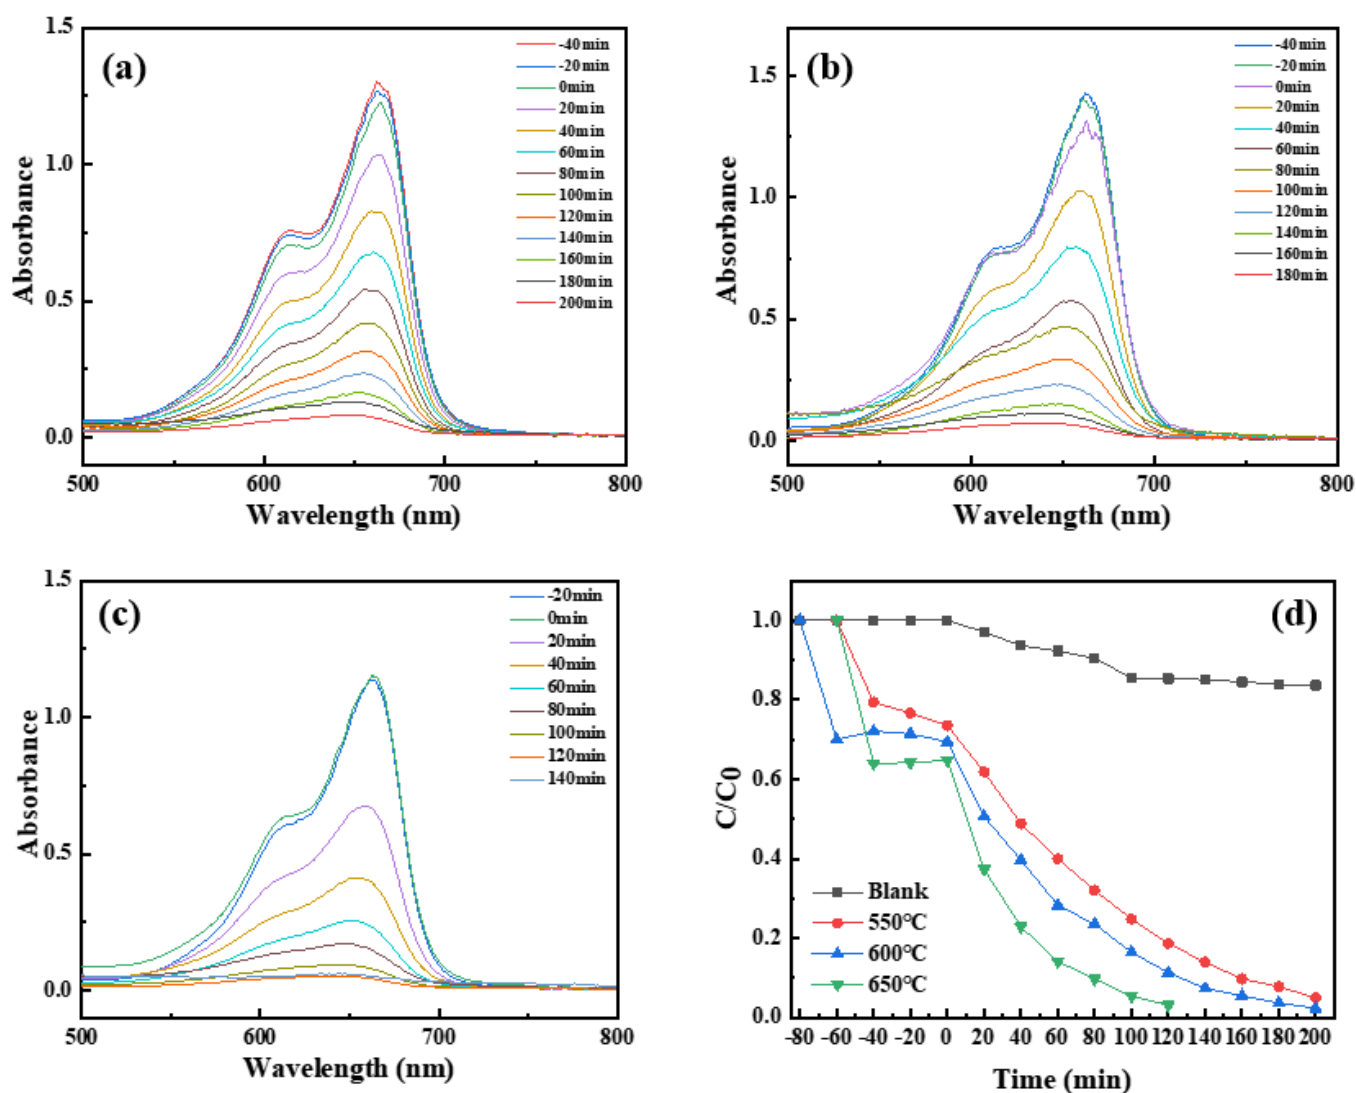 (a)
1.5
1.0
0.5
0.0
500
600
700
800
Absorbance
Wavelength (nm)
-40min
-20min
0min
20min
40min
60min
80min
100min
120min
140min
160min
180min
200min
(b)
1.5
1.0
0.5
0.0
500
600
700
800
Absorbance
Wavelength (nm)
-40min
-20min
0min
20min
40min
60min
80min
100min
120min
140min
160min
180min
(c)
1.5
1.0
0.5
0.0
500
600
700
800
Absorbance
Wavelength (nm)
-20min
0min
20min
40min
60min
80min
100min
120min
140min
(d)
1.0
0.8
0.6
0.4
0.2
0.0
-80 -60 -40 -20 0 20 40 60 80 100 120 140 160 180 200
C/C0
Time (min)
Blank
550°C
600°C
650°C